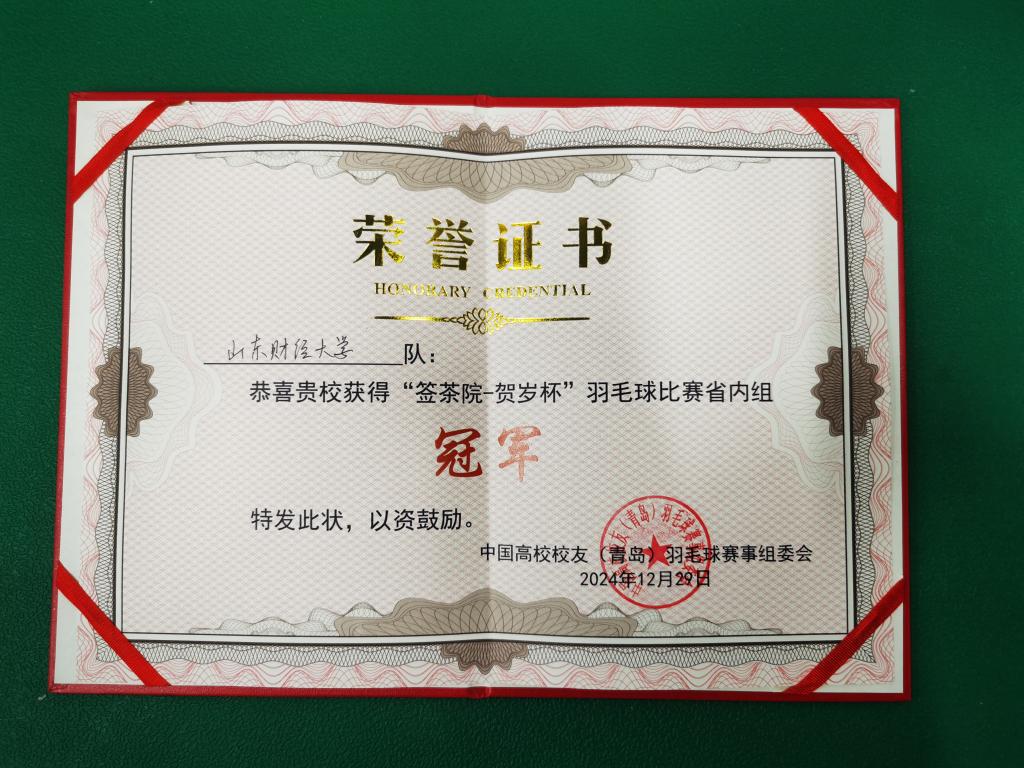 荣誉证书
HONORARY CREDENTIAL
山东财经大学队：
恭喜贵校获得“签茶院-贺岁杯”羽毛球比赛省内组
冠军
特发此状，以资鼓励。
中国高校校友（青岛）羽毛球赛事组委会
2024年12月29日